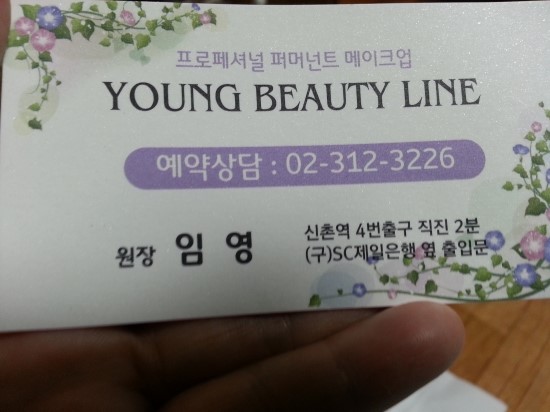 프로페셔널 퍼머넌트 메이크업
YOUNG BEAUTY LINE
예약상담 : 02-312-3226
원장 임 영
신촌역 4번출구 직진 2분
(구)SC제일은행 옆 출입문